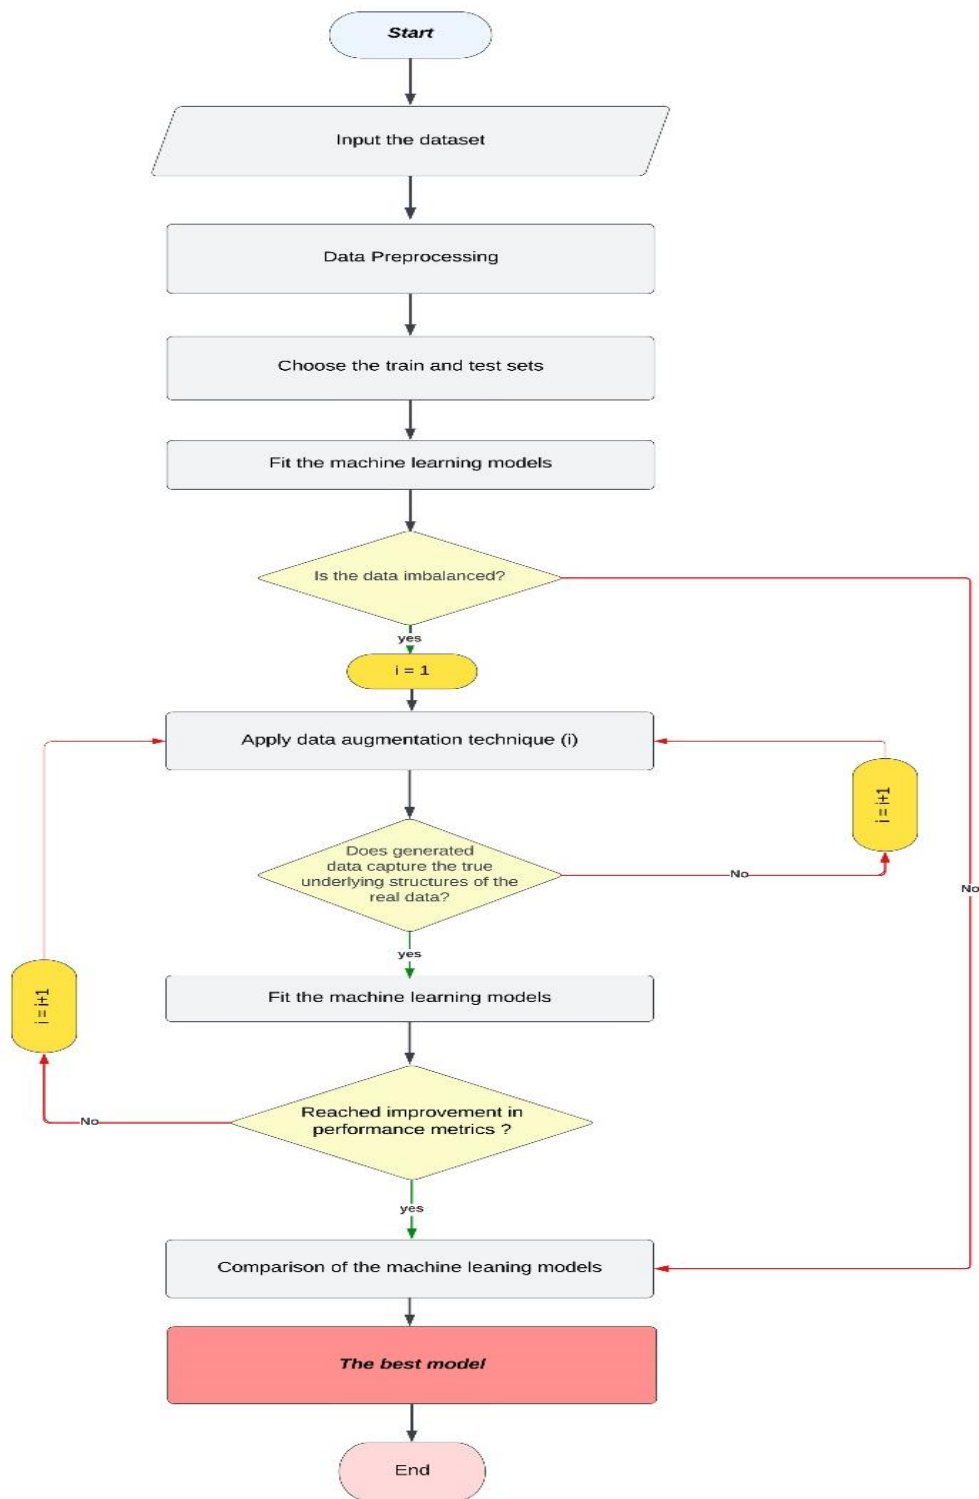 Start
Input the dataset
Data Preprocessing
Choose the train and test sets
Fit the machine learning models
Is the data imbalanced?
yes
i = 1
Apply data augmentation technique (i)
i = i+1
Does generated
data capture the true
underlying structures of the
real data?
No
No
yes
Fit the machine learning models
i = i+1
Reached improvement in
performance metrics ?
No
yes
Comparison of the machine leaning models
The best model
End